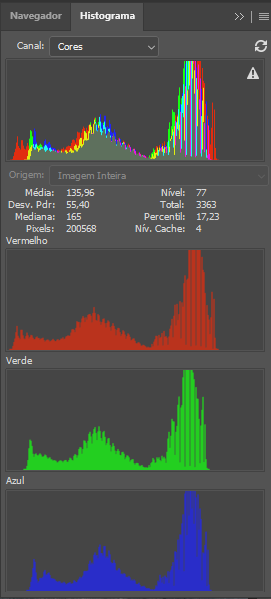 Navegador Histograma
Canal: Cores
Origem: Imagem Inteira
Média: 135,96 Nível: 77
Desv. Pdr: 55,40 Total: 3363
Mediana: 165 Percentil: 17,23
Pixels: 200568 Nív. Cache: 4
Vermelho
Verde
Azul